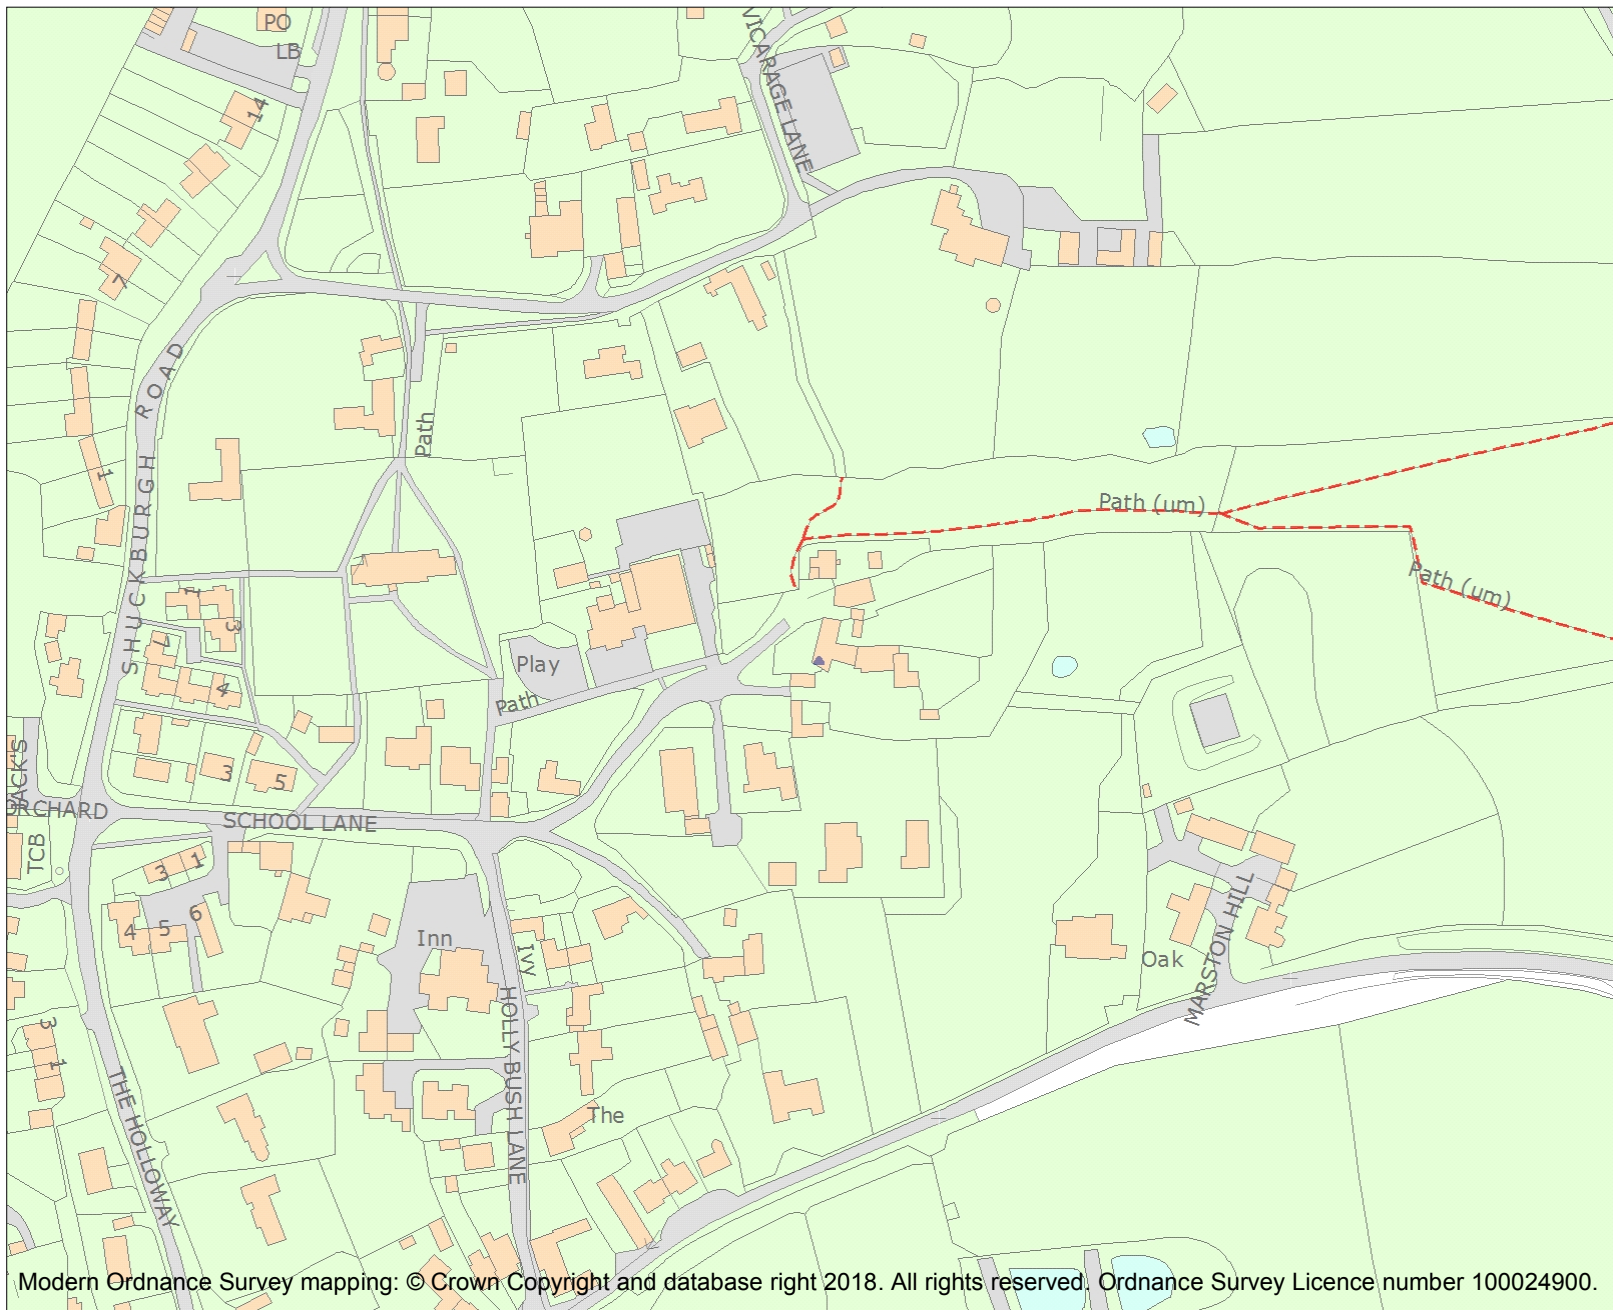 PO
LB
VICARAGE LANE
14
7
SHUCKBURGH ROAD
Path
1
Path (um)
Path (um)
1
3
7
4
Play
Path
3
5
JACK'S
ORCHARD
SCHOOL LANE
TCB
3
1
6
4
5
Inn
Ivy
Oak
MARSTON HILL
HOLLY BUSH LANE
3
1
THE HOLLOWAY
The
Modern Ordnance Survey mapping: © Crown Copyright and database right 2018. All rights reserved. Ordnance Survey Licence number 100024900.